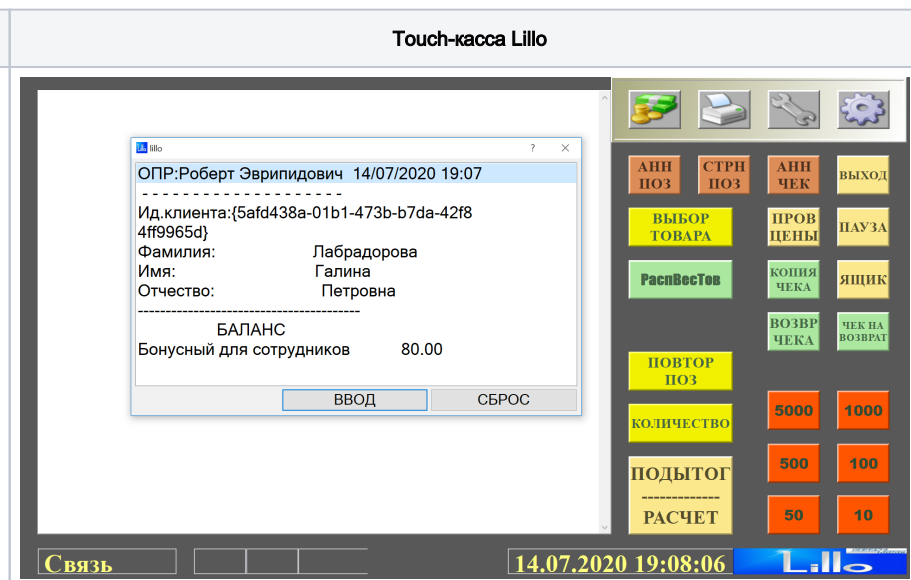 Touch-касса Lillo
lillo
ОПР:Роберт Эврипидович 14/07/2020 19:07
- - - - - - - - - - - - - - - - - - - - -
Ид.клиента:{5afd438a-01b1-473b-b7da-42f8
4ff9965d}
Фамилия: Лабрадорова
Имя: Галина
Отчество: Петровна
----------------------------------------
БАЛАНС
Бонусный для сотрудников 80.00
ВВОД СБРОС
АНН ПОЗ
СТРН ПОЗ
АНН ЧЕК
ВЫХОД
ВЫБОР ТОВАРА
ПРОВ ЦЕНЫ
ПАУЗА
РаспВесТов
КОПИЯ ЧЕКА
ЯЩИК
ВОЗВР ЧЕКА
ЧЕК НА ВОЗВРАТ
ПОВТОР ПОЗ
КОЛИЧЕСТВО
5000 1000
ПОДЫТОГ
-------------
РАСЧЕТ
500 100
50 10
Связь
14.07.2020 19:08:06
Lillo